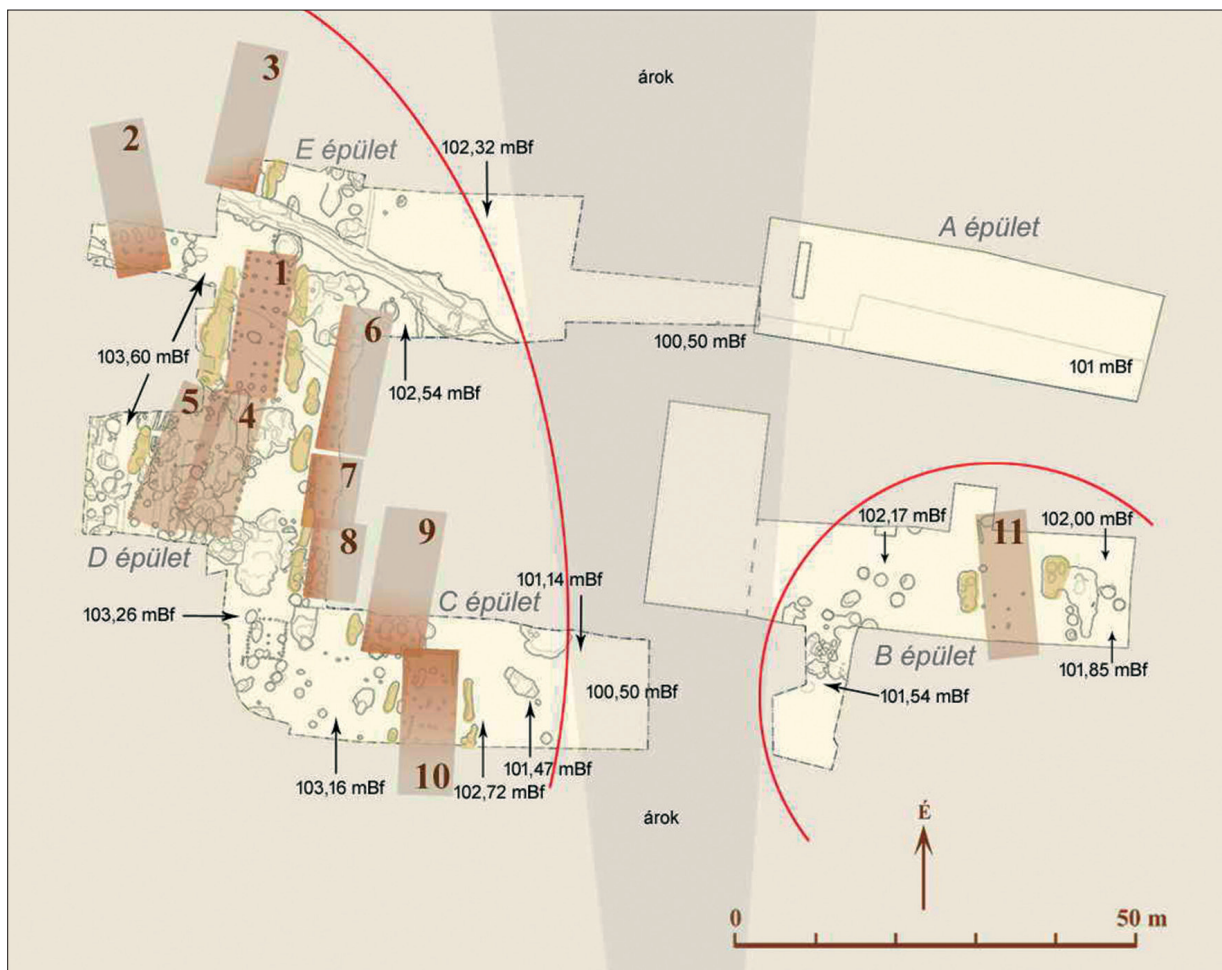 árok
3
2
E épület
102,32 mBf
A épület
1
6
103,60 mBf
102,54 mBf
100,50 mBf
101 mBf
5
4
7
8
9
D épület
102,17 mBf
11
102,00 mBf
103,26 mBf
C épület
101,14 mBf
B épület
101,85 mBf
100,50 mBf
101,54 mBf
103,16 mBf
10
102,72 mBf
101,47 mBf
árok
É
0
50 m